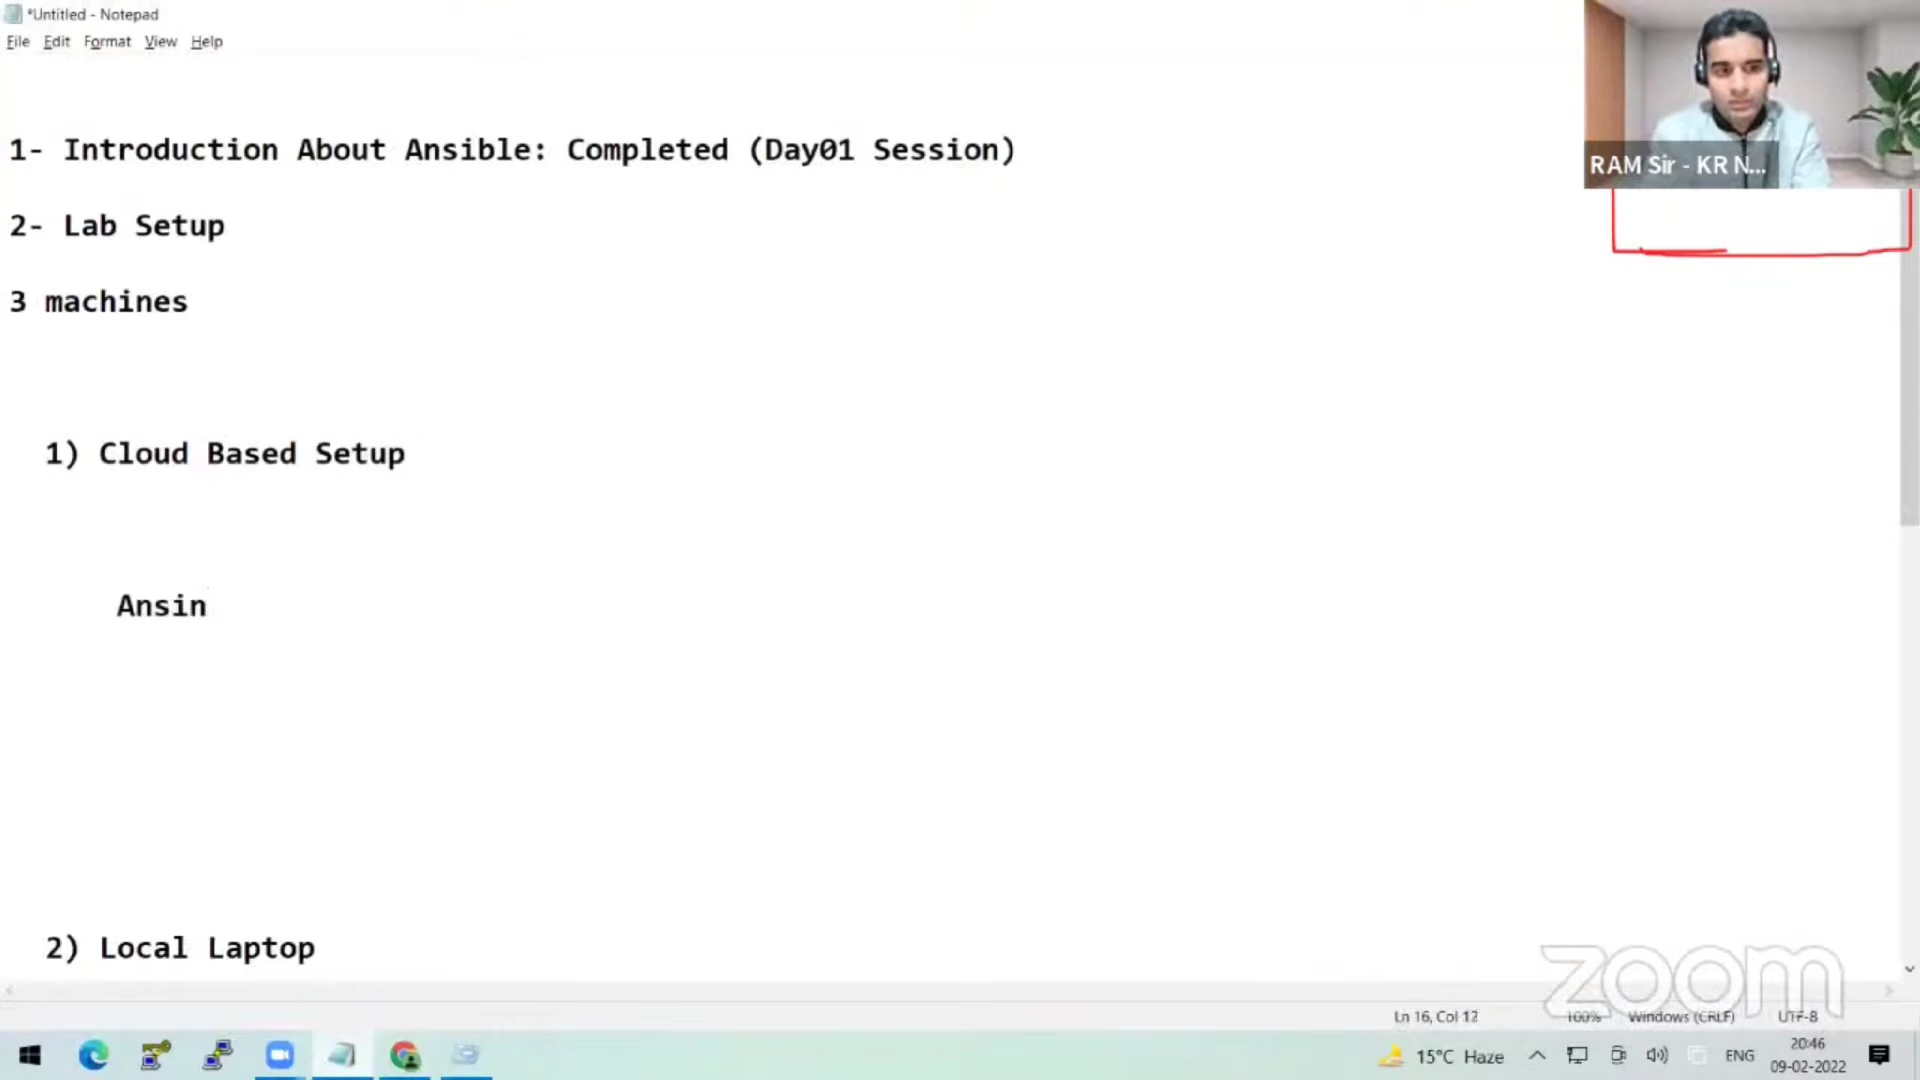 *Untitled - Notepad
File Edit Format View Help
RAM Sir - KR N...
1- Introduction About Ansible: Completed (Day01 Session)
2- Lab Setup
3 machines
1) Cloud Based Setup
Ansin
2) Local Laptop
zoom
Ln 16, Col 12 100% Windows (CRLF) UTF-8
15°C Haze ENG 20:46
09-02-2022